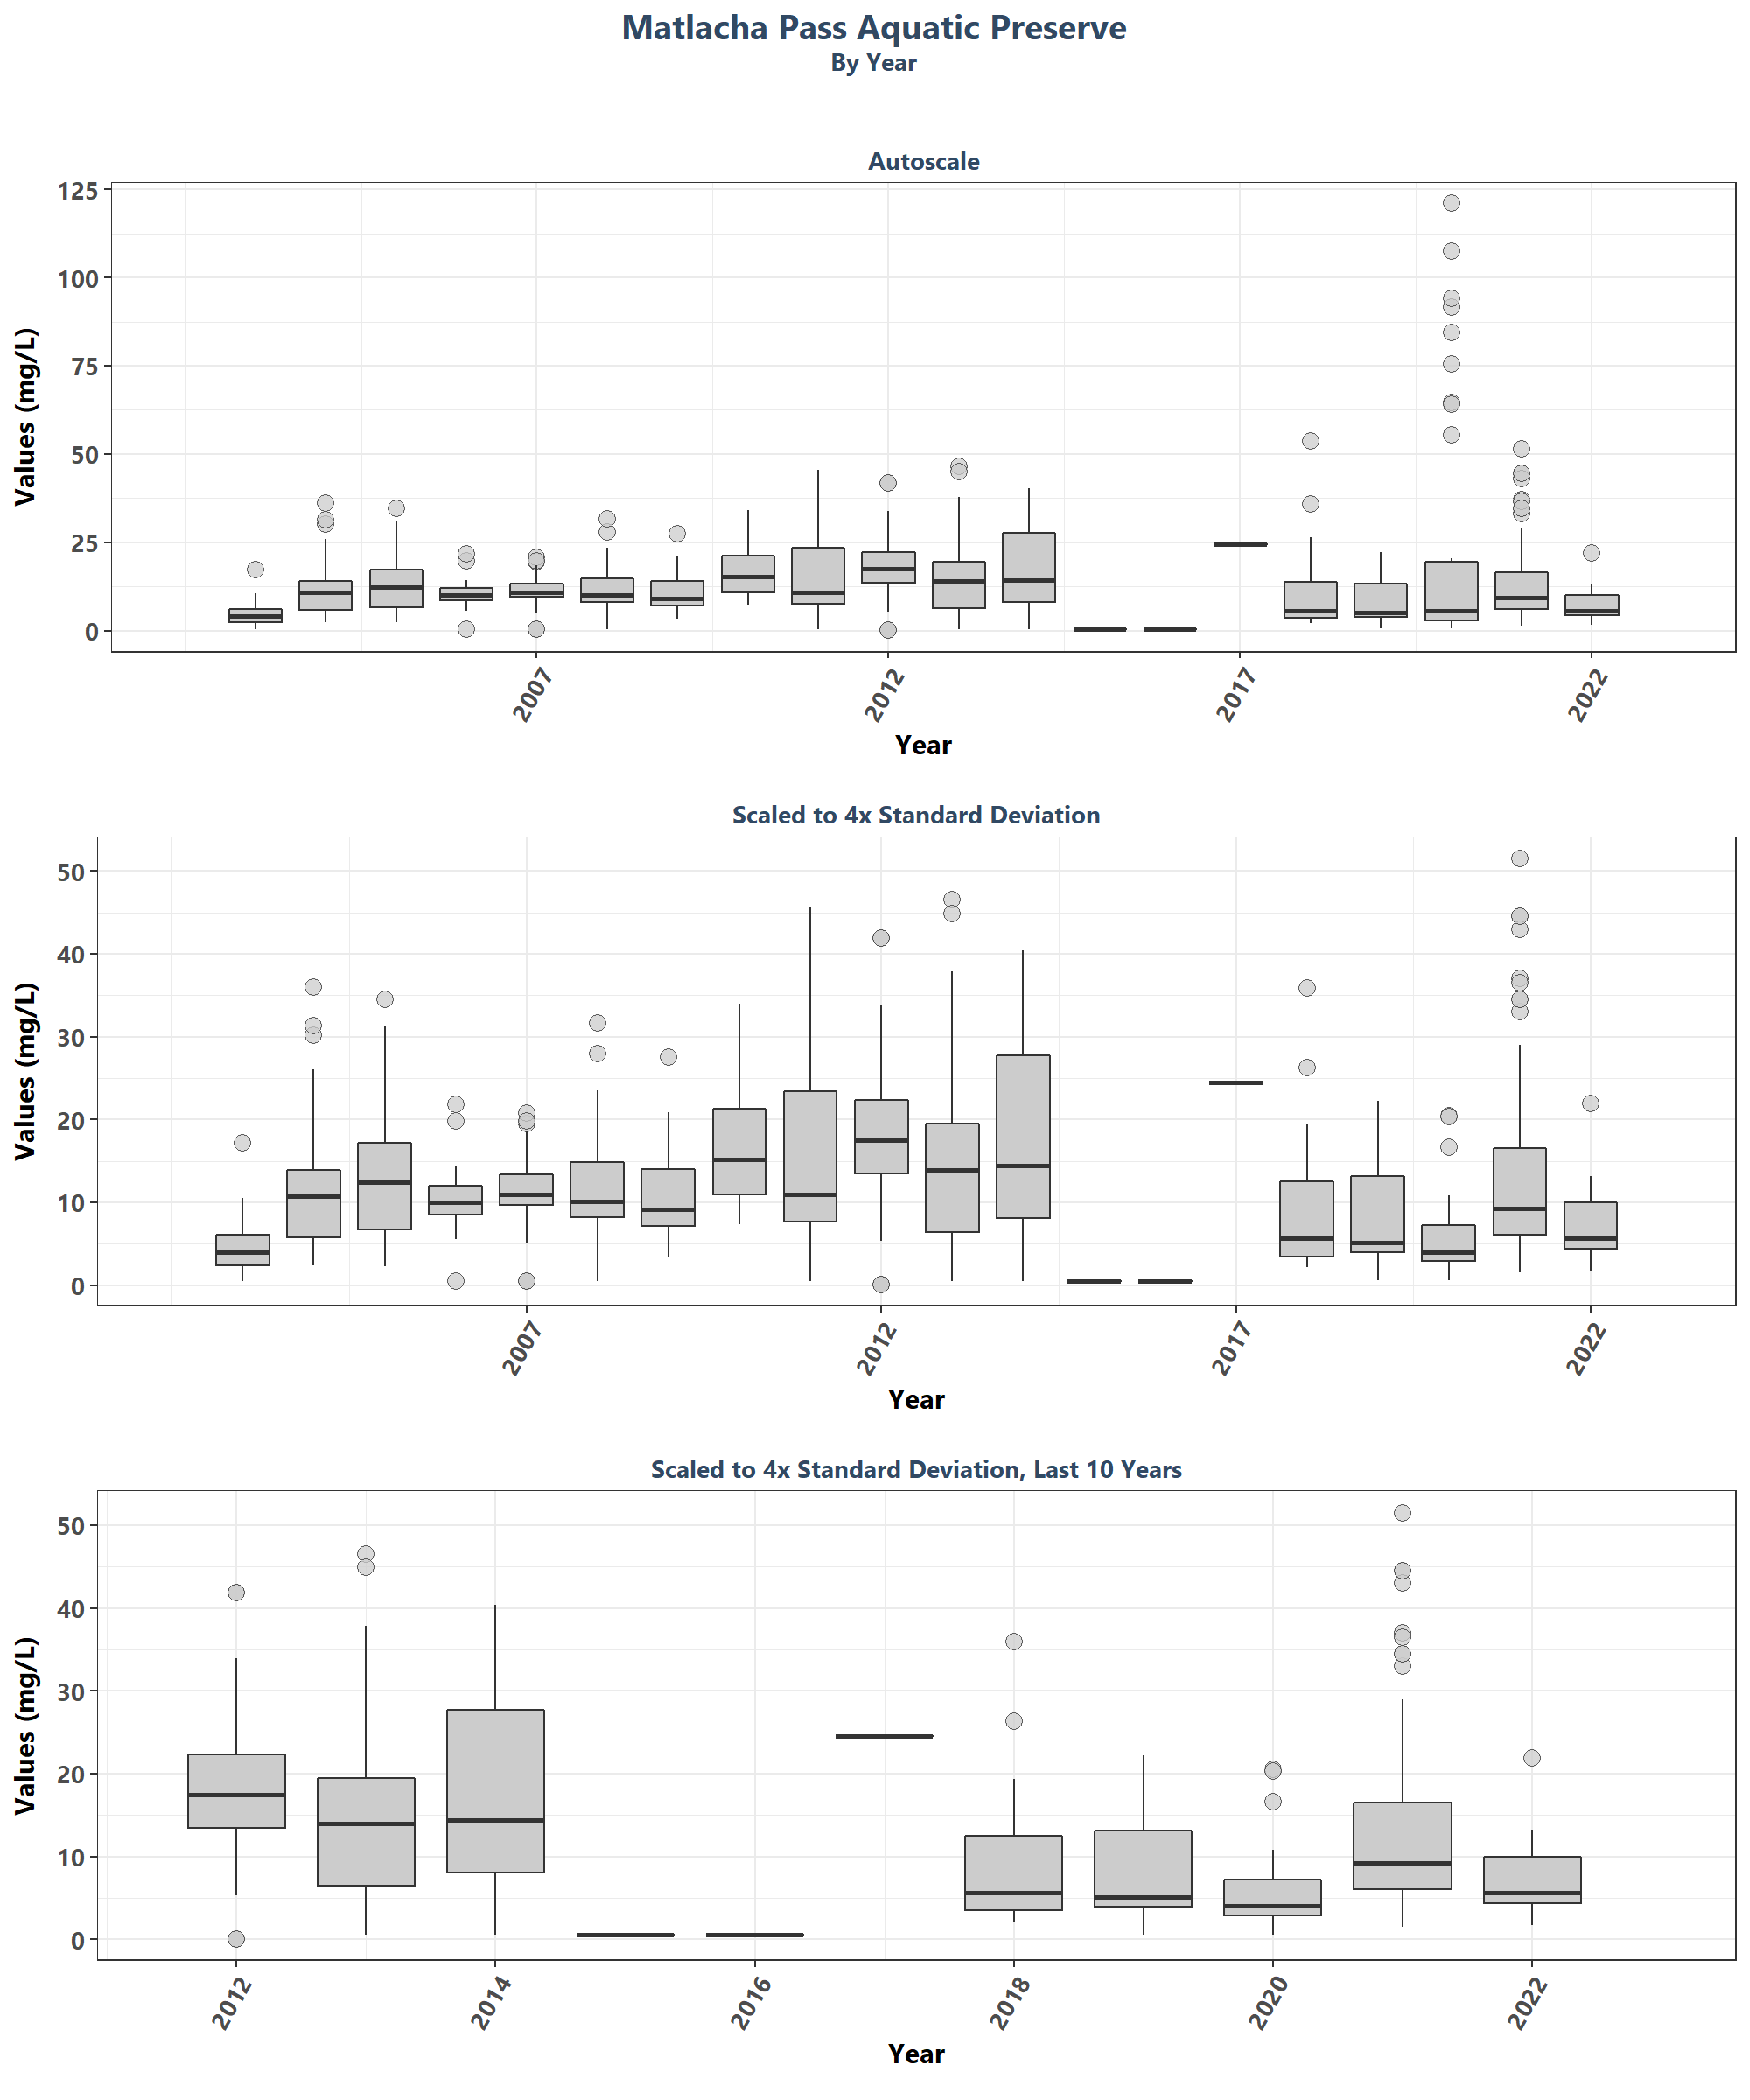 Matlacha Pass Aquatic Preserve
By Year
Autoscale
Values (mg/L)
125
100
75
50
25
0
2007
2012
2017
2022
Year
Scaled to 4x Standard Deviation
Values (mg/L)
50
40
30
20
10
0
2007
2012
2017
2022
Year
Scaled to 4x Standard Deviation, Last 10 Years
Values (mg/L)
50
40
30
20
10
0
2012
2014
2016
2018
2020
2022
Year